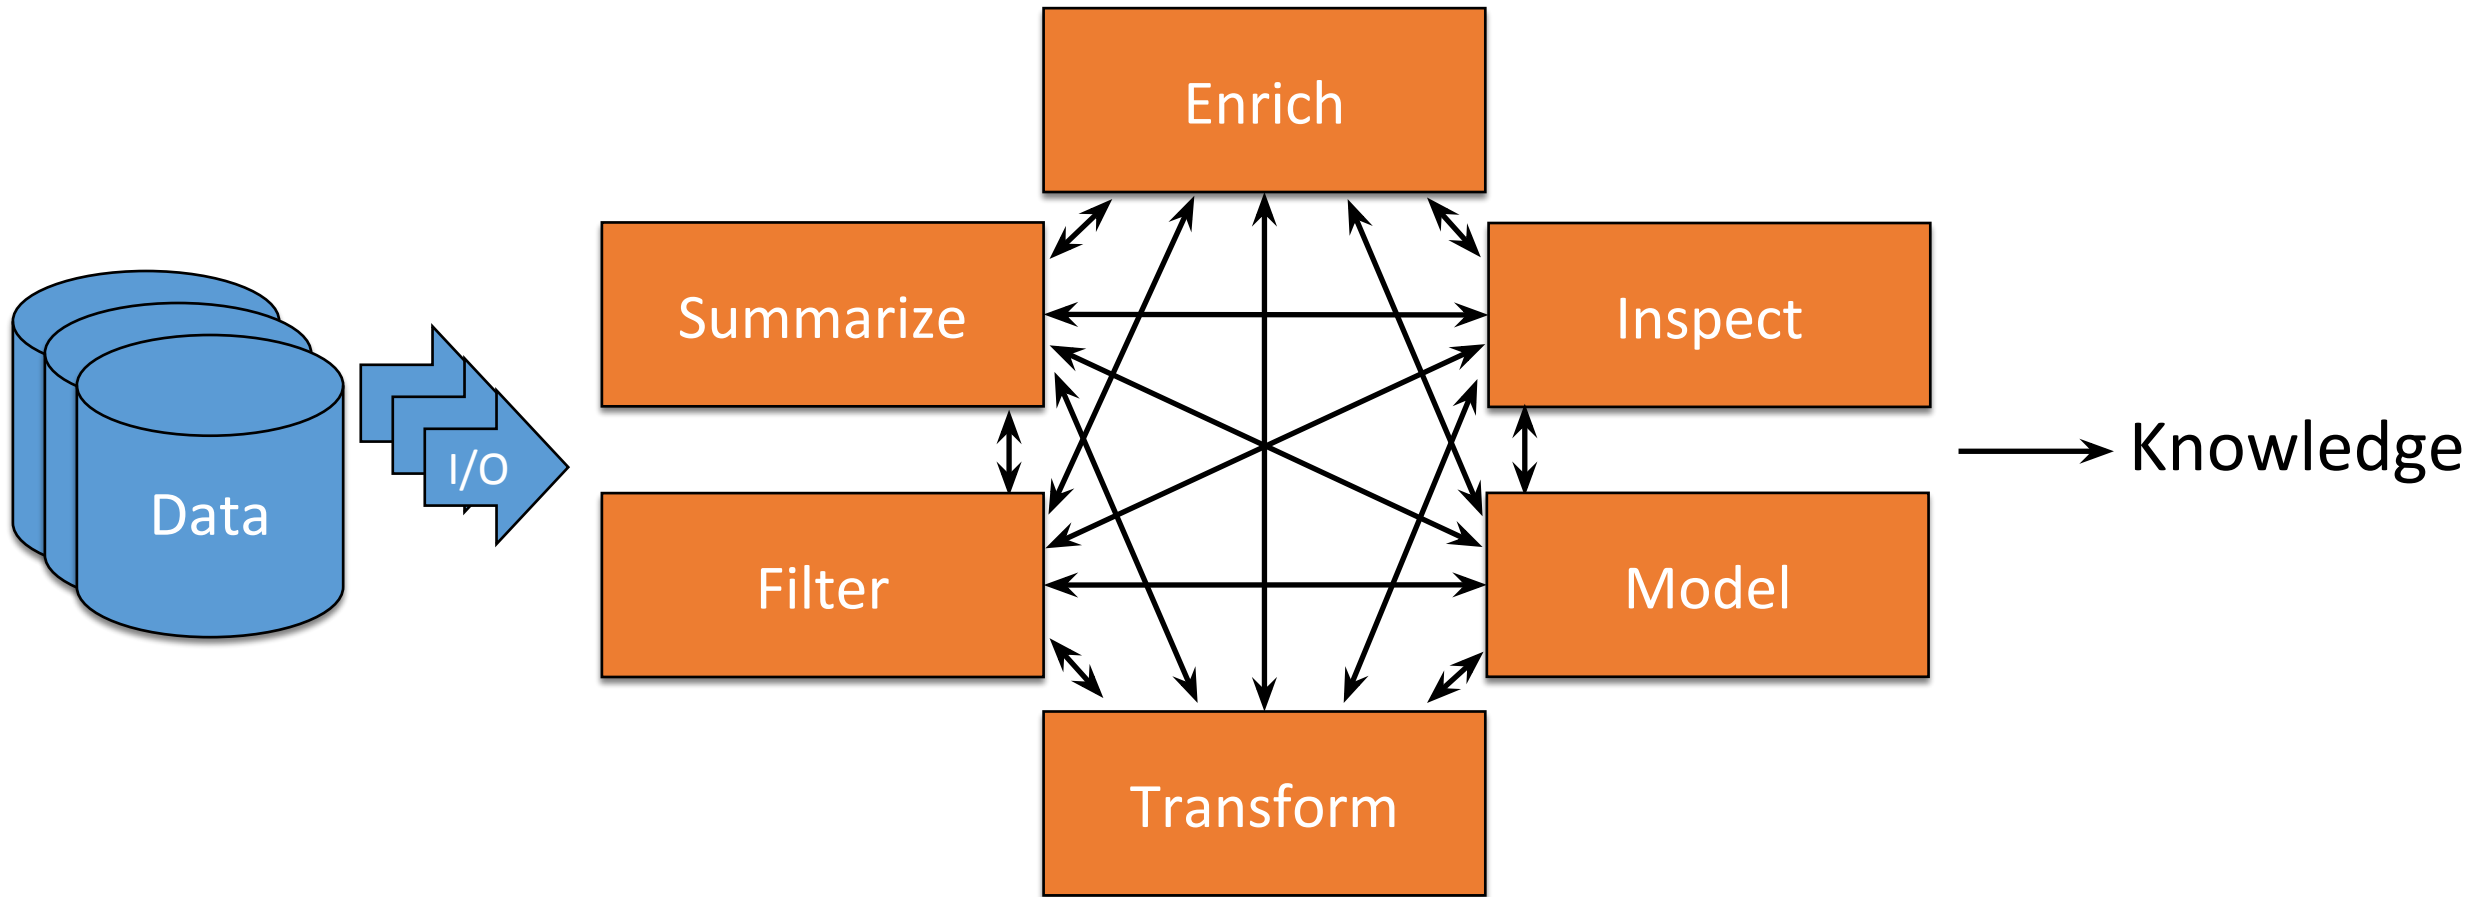 Enrich
Summarize
Inspect
Data
I/O
Knowledge
Filter
Model
Transform